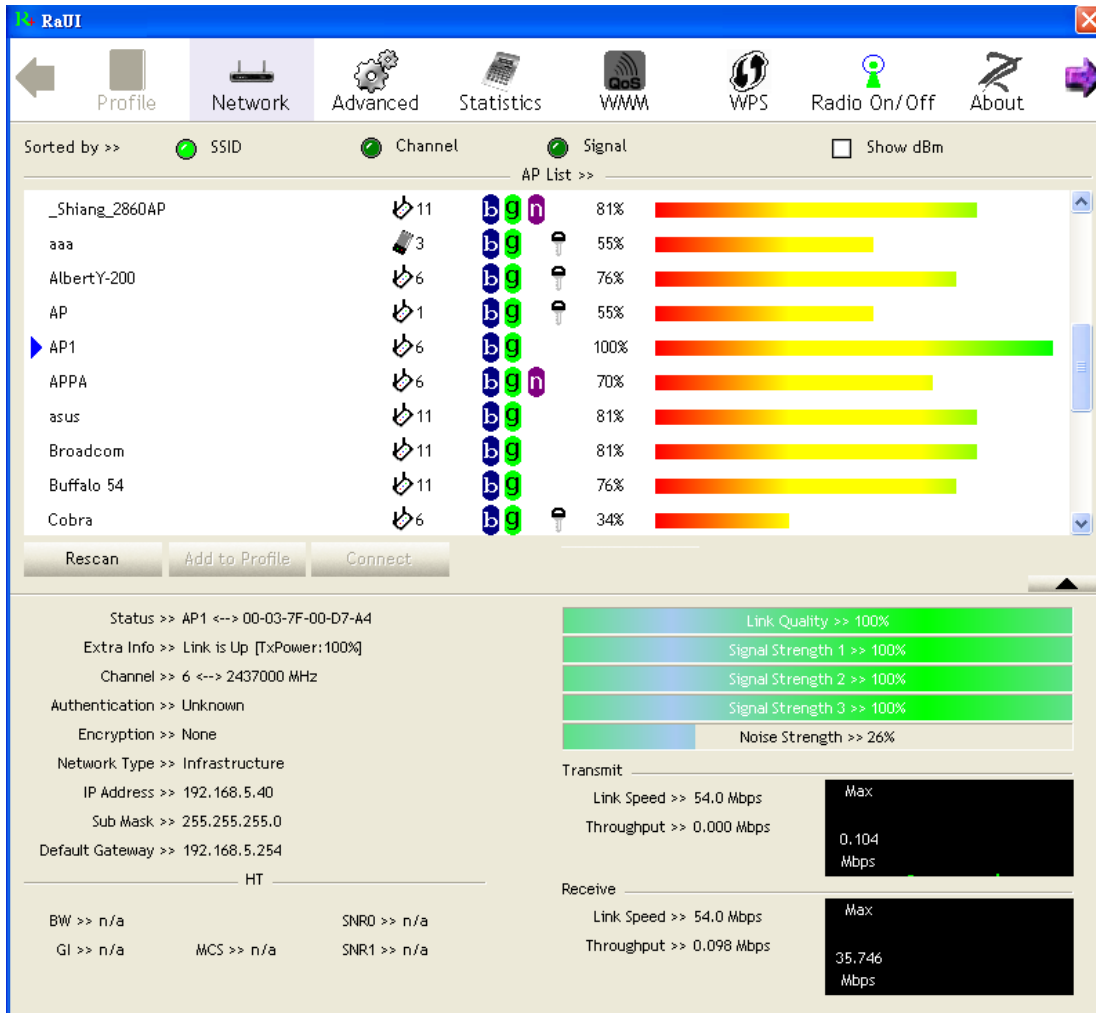 RaUI
Profile Network Advanced Statistics QoS WMM WPS Radio On/Off About
Sorted by >> SSID Channel Signal Show dBm
AP List >>
_Shiang_2860AP 11 b g n 81%
aaa 3 b g 55%
AlbertY-200 6 b g 76%
AP 1 b g 55%
AP1 6 b g 100%
APPA 6 b g n 70%
asus 11 b g 81%
Broadcom 11 b g 81%
Buffalo 54 11 b g 76%
Cobra 6 b g 34%
Rescan Add to Profile Connect
Status >> AP1 <--> 00-03-7F-00-D7-A4
Extra Info >> Link is Up [TxPower:100%]
Channel >> 6 <--> 2437000 MHz
Authentication >> Unknown
Encryption >> None
Network Type >> Infrastructure
IP Address >> 192.168.5.40
Sub Mask >> 255.255.255.0
Default Gateway >> 192.168.5.254
HT
BW >> n/a SNR0 >> n/a
GI >> n/a MCS >> n/a SNR1 >> n/a
Link Quality >> 100%
Signal Strength 1 >> 100%
Signal Strength 2 >> 100%
Signal Strength 3 >> 100%
Noise Strength >> 26%
Transmit
Link Speed >> 54.0 Mbps
Throughput >> 0.000 Mbps
Max
0.104
Mbps
Receive
Link Speed >> 54.0 Mbps
Throughput >> 0.098 Mbps
Max
35.746
Mbps